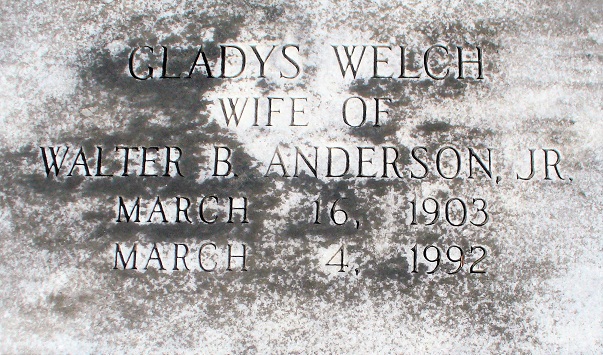 GLADYS WELCH
WIFE OF
WALTER B. ANDERSON, JR.
MARCH 16, 1903
MARCH 4, 1992